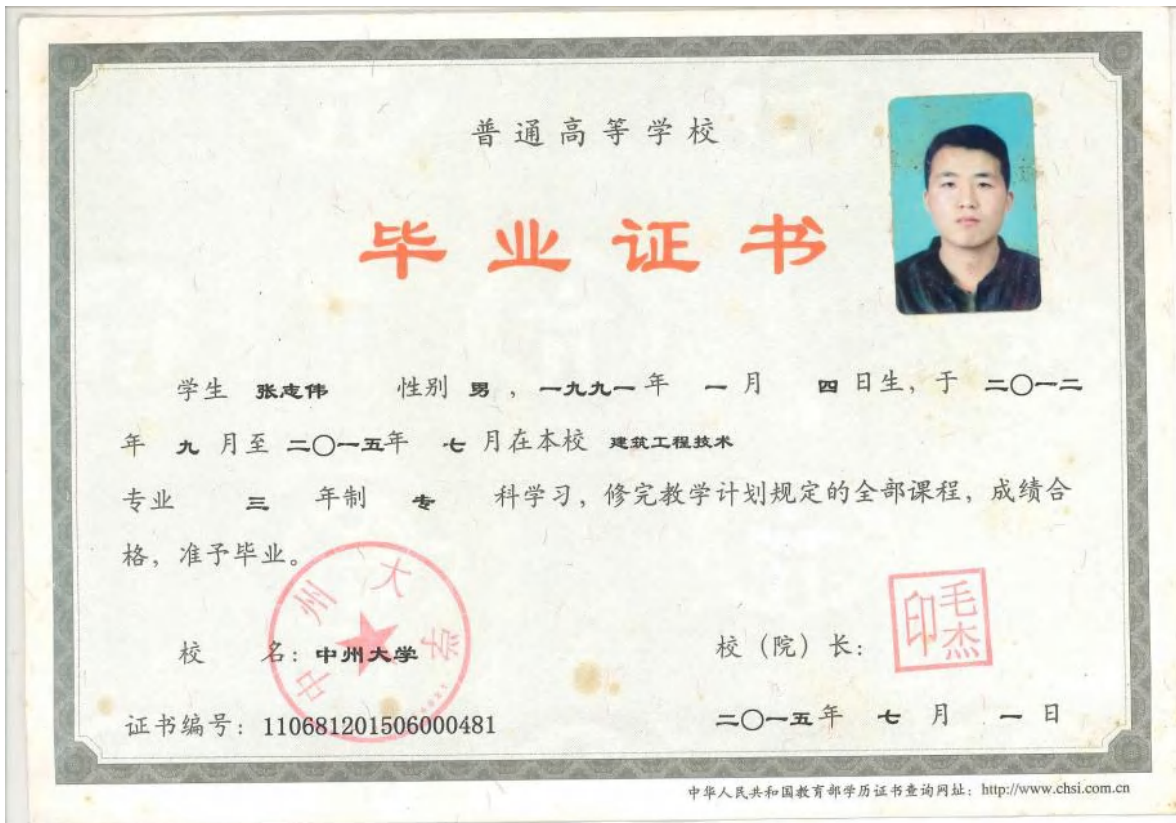 普通高等学校
毕业证书
学生 张志伟 性别 男，一九九一年 一月 四日生，于 二〇一二
年 九 月至 二〇一五年 七 月在本校 建筑工程技术
专业 三 年制 专 科学习，修完教学计划规定的全部课程，成绩合
格，准予毕业。
中州大学
毛杰印
校 名：中州大学 校（院）长：
证书编号：110681201506000481 二〇一五年 七 月 一 日
中华人民共和国教育部学历证书查询网址：http://www.chsi.com.cn